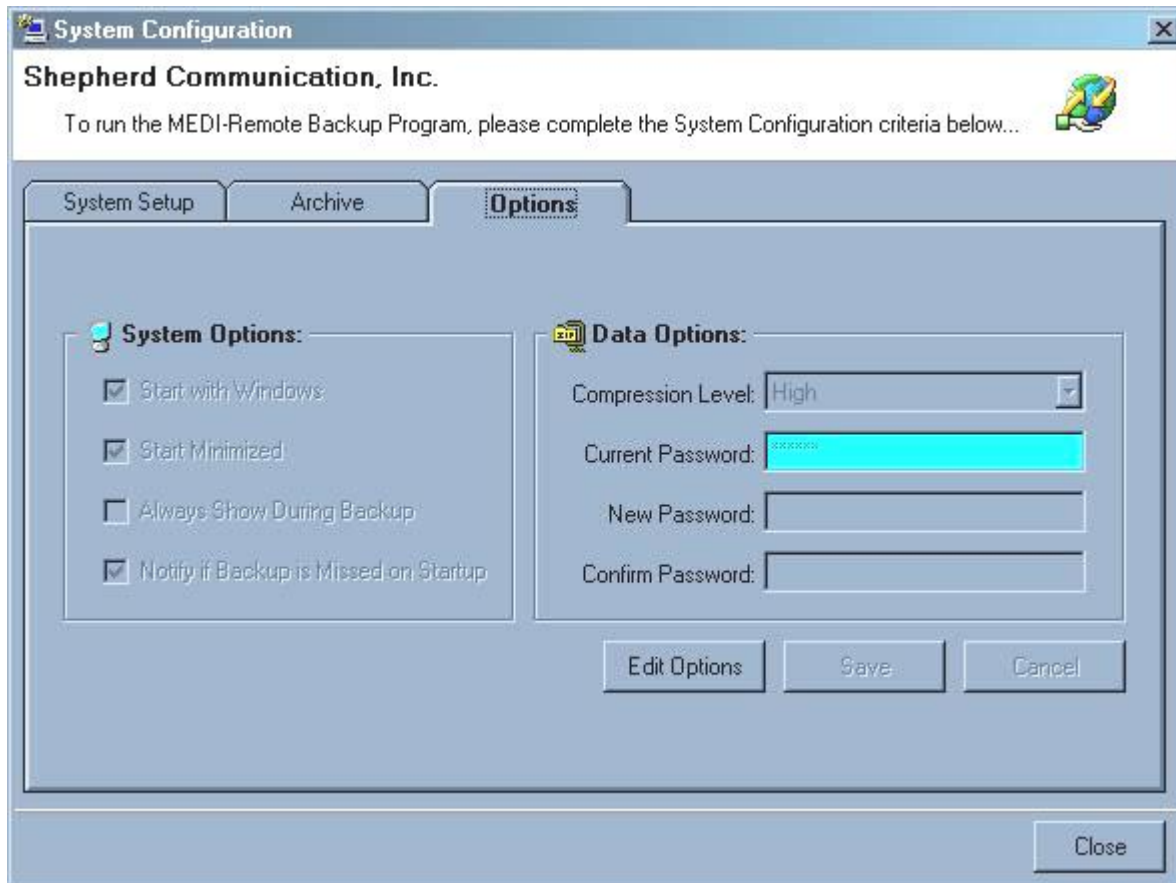 System Configuration
Shepherd Communication, Inc.
To run the MEDI-Remote Backup Program, please complete the System Configuration criteria below...
System Setup
Archive
Options
System Options:
Start with Windows
Start Minimized
Always Show During Backup
Notify if Backup is Missed on Startup
ZIP Data Options:
Compression Level: High
Current Password: ******
New Password:
Confirm Password:
Edit Options
Save
Cancel
Close